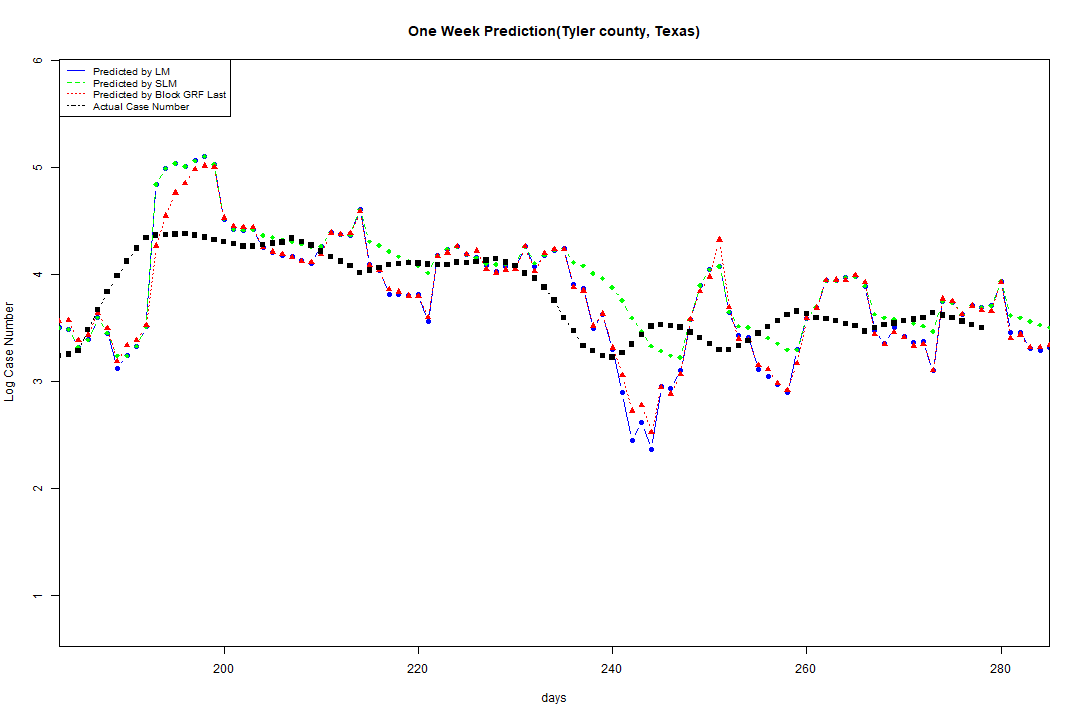 One Week Prediction(Tyler county, Texas)
6
Predicted by LM
Predicted by SLM
Predicted by Block GRF Last
Actual Case Number
5
4
3
2
1
Log Case Number
200
220
240
260
280
days